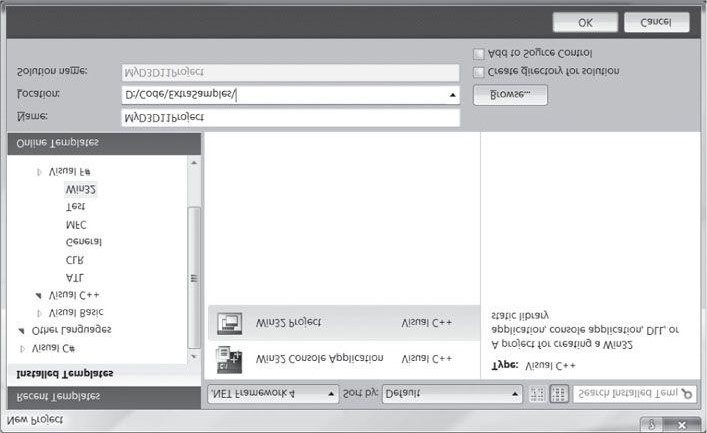 New Project
Recent Templates
.NET Framework 4
Sort by:
Default
Search Installed Tem
Installed Templates
Visual C#
Other Languages
Visual Basic
Visual C++
ATL
CLR
General
MFC
Test
Win32
Visual F#
Online Templates
Win32 Console Application
Visual C++
Win32 Project
Visual C++
Type: Visual C++
A project for creating a Win32
application, console application, DLL, or
static library
Name:
MyD3D11Project
Location:
D:\Code\ExtraSamples\
Browse...
Solution name:
MyD3D11Project
Create directory for solution
Add to Source Control
OK
Cancel